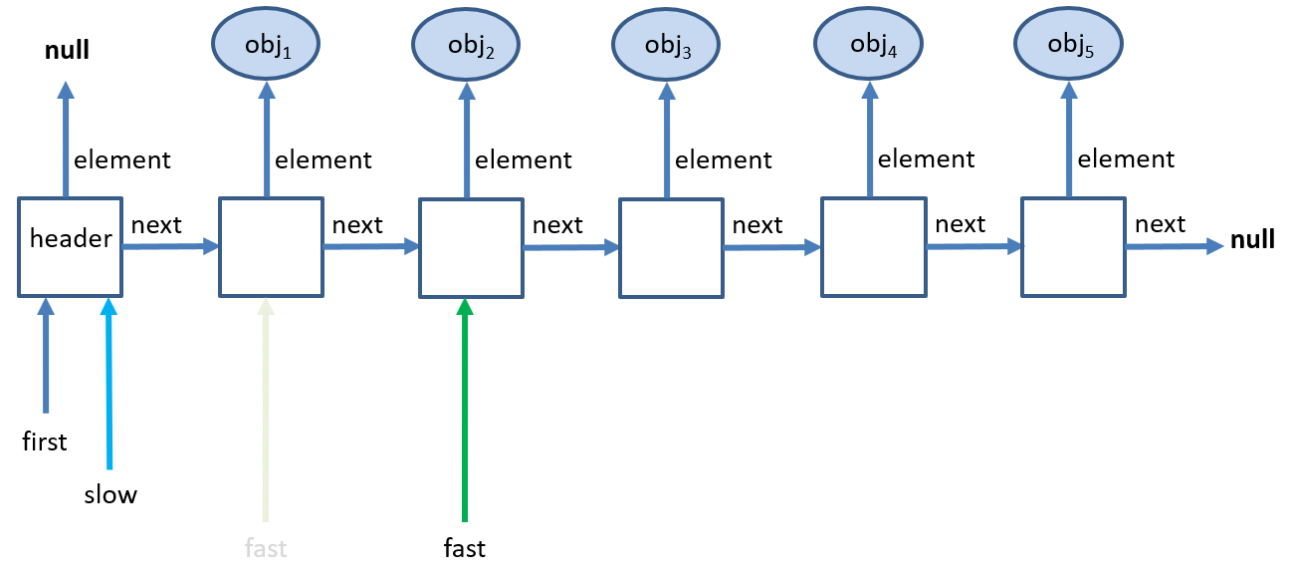 null
obj1
obj2
obj3
obj4
obj5
element
element
element
element
element
element
header
next
next
next
next
next
next
null
first
slow
fast
fast